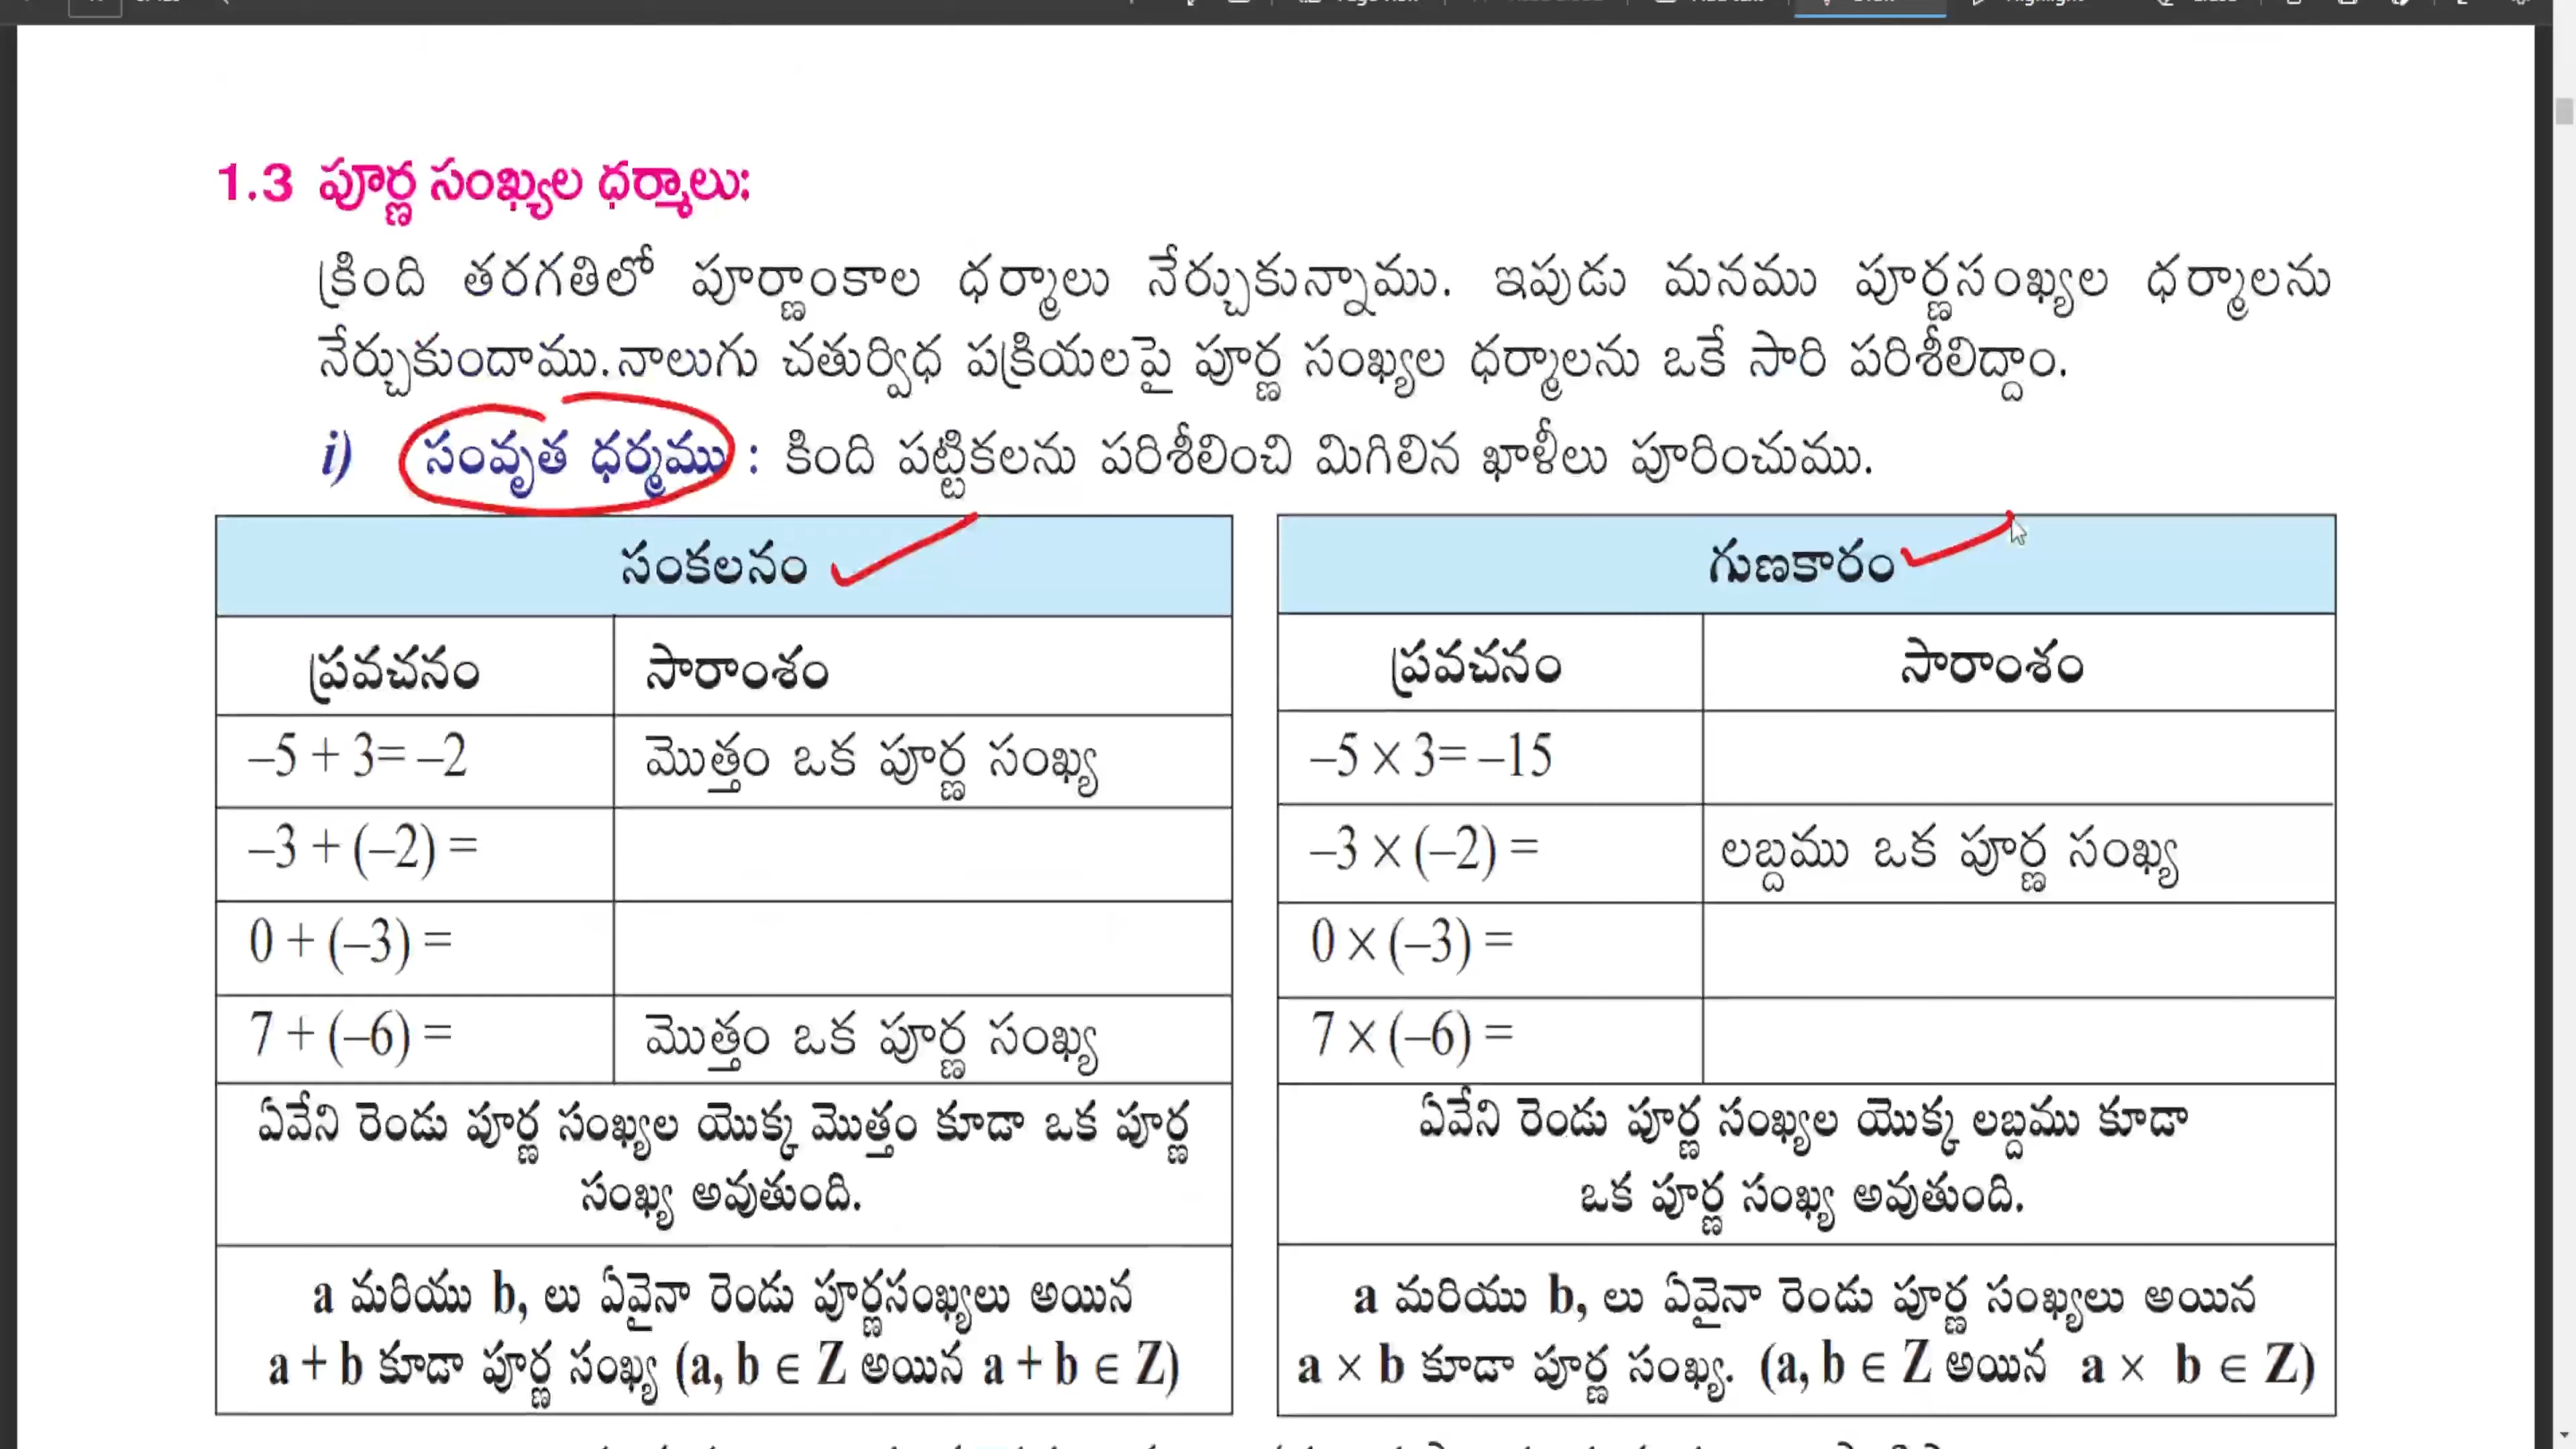 1.3 పూర్ణ సంఖ్యల ధర్మాలు:
క్రింది తరగతిలో పూర్ణాంకాల ధర్మాలు నేర్చుకున్నాము. ఇపుడు మనము పూర్ణసంఖ్యల ధర్మాలను
నేర్చుకుందాము.నాలుగు చతుర్విధ పక్రియలపై పూర్ణ సంఖ్యల ధర్మాలను ఒకే సారి పరిశీలిద్దాం.
i) సంవృత ధర్మము : కింది పట్టికలను పరిశీలించి మిగిలిన ఖాళీలు పూరించుము.
సంకలనం
ప్రవచనం సారాంశం
–5 + 3= –2 మొత్తం ఒక పూర్ణ సంఖ్య
–3 + (–2) =
0 + (–3) =
7 + (–6) = మొత్తం ఒక పూర్ణ సంఖ్య
ఏవేని రెండు పూర్ణ సంఖ్యల యొక్క మొత్తం కూడా ఒక పూర్ణ
సంఖ్య అవుతుంది.
a మరియు b, లు ఏవైనా రెండు పూర్ణసంఖ్యలు అయిన
a + b కూడా పూర్ణ సంఖ్య (a, b ∈ Z అయిన a + b ∈ Z)
గుణకారం
ప్రవచనం సారాంశం
–5 × 3= –15
–3 × (–2) = లబ్దము ఒక పూర్ణ సంఖ్య
0 × (–3) =
7 × (–6) =
ఏవేని రెండు పూర్ణ సంఖ్యల యొక్క లబ్దము కూడా
ఒక పూర్ణ సంఖ్య అవుతుంది.
a మరియు b, లు ఏవైనా రెండు పూర్ణ సంఖ్యలు అయిన
a × b కూడా పూర్ణ సంఖ్య. (a, b ∈ Z అయిన a × b ∈ Z)